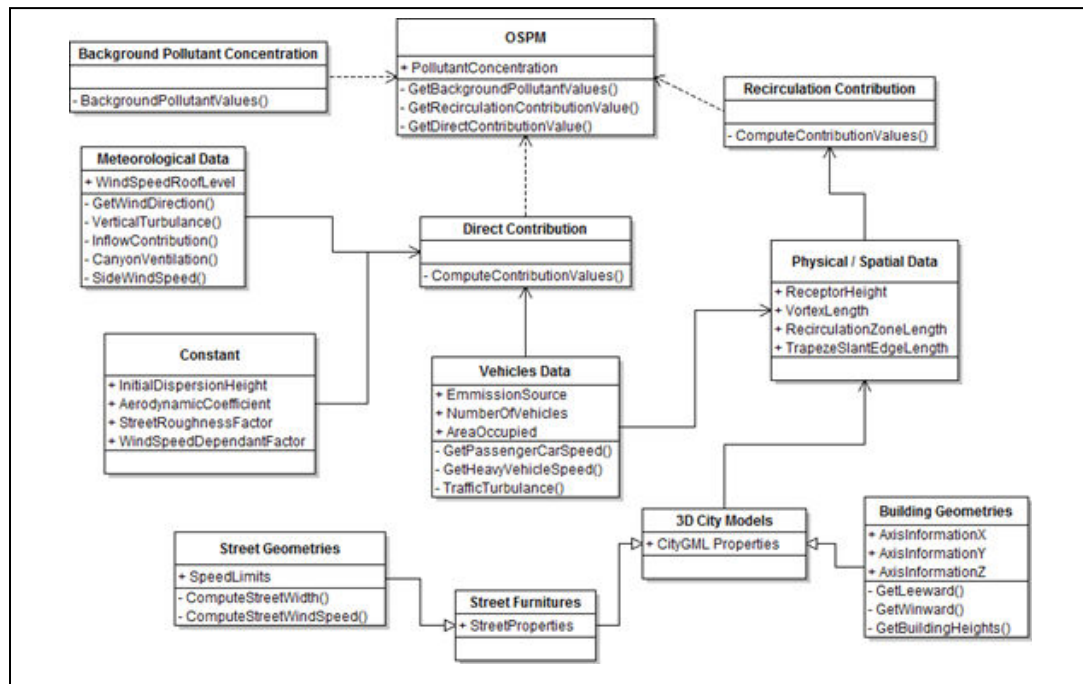 Background Pollutant Concentration
- BackgroundPollutantValues()
OSPM
+ PollutantConcentration
- GetBackgroundPollutantValues()
- GetRecirculationContributionValue()
- GetDirectContributionValue()
Recirculation Contribution
- ComputeContributionValues()
Meteorological Data
+ WindSpeedRoofLevel
- GetWindDirection()
- VerticalTurbulance()
- InflowContribution()
- CanyonVentilation()
- SideWindSpeed()
Direct Contribution
- ComputeContributionValues()
Physical / Spatial Data
+ ReceptorHeight
+ VortexLength
+ RecirculationZoneLength
+ TrapezeSlantEdgeLength
Constant
+ InitialDispersionHeight
+ AerodynamicCoefficient
+ StreetRoughnessFactor
+ WindSpeedDependantFactor
Vehicles Data
+ EmmissionSource
+ NumberOfVehicles
+ AreaOccupied
- GetPassengerCarSpeed()
- GetHeavyVehicleSpeed()
- TrafficTurbulance()
3D City Models
+ CityGML Properties
Building Geometries
+ AxisInformationX
+ AxisInformationY
+ AxisInformationZ
- GetLeeward()
- GetWinward()
- GetBuildingHeights()
Street Geometries
+ SpeedLimits
- ComputeStreetWidth()
- ComputeStreetWindSpeed()
Street Furnitures
+ StreetProperties